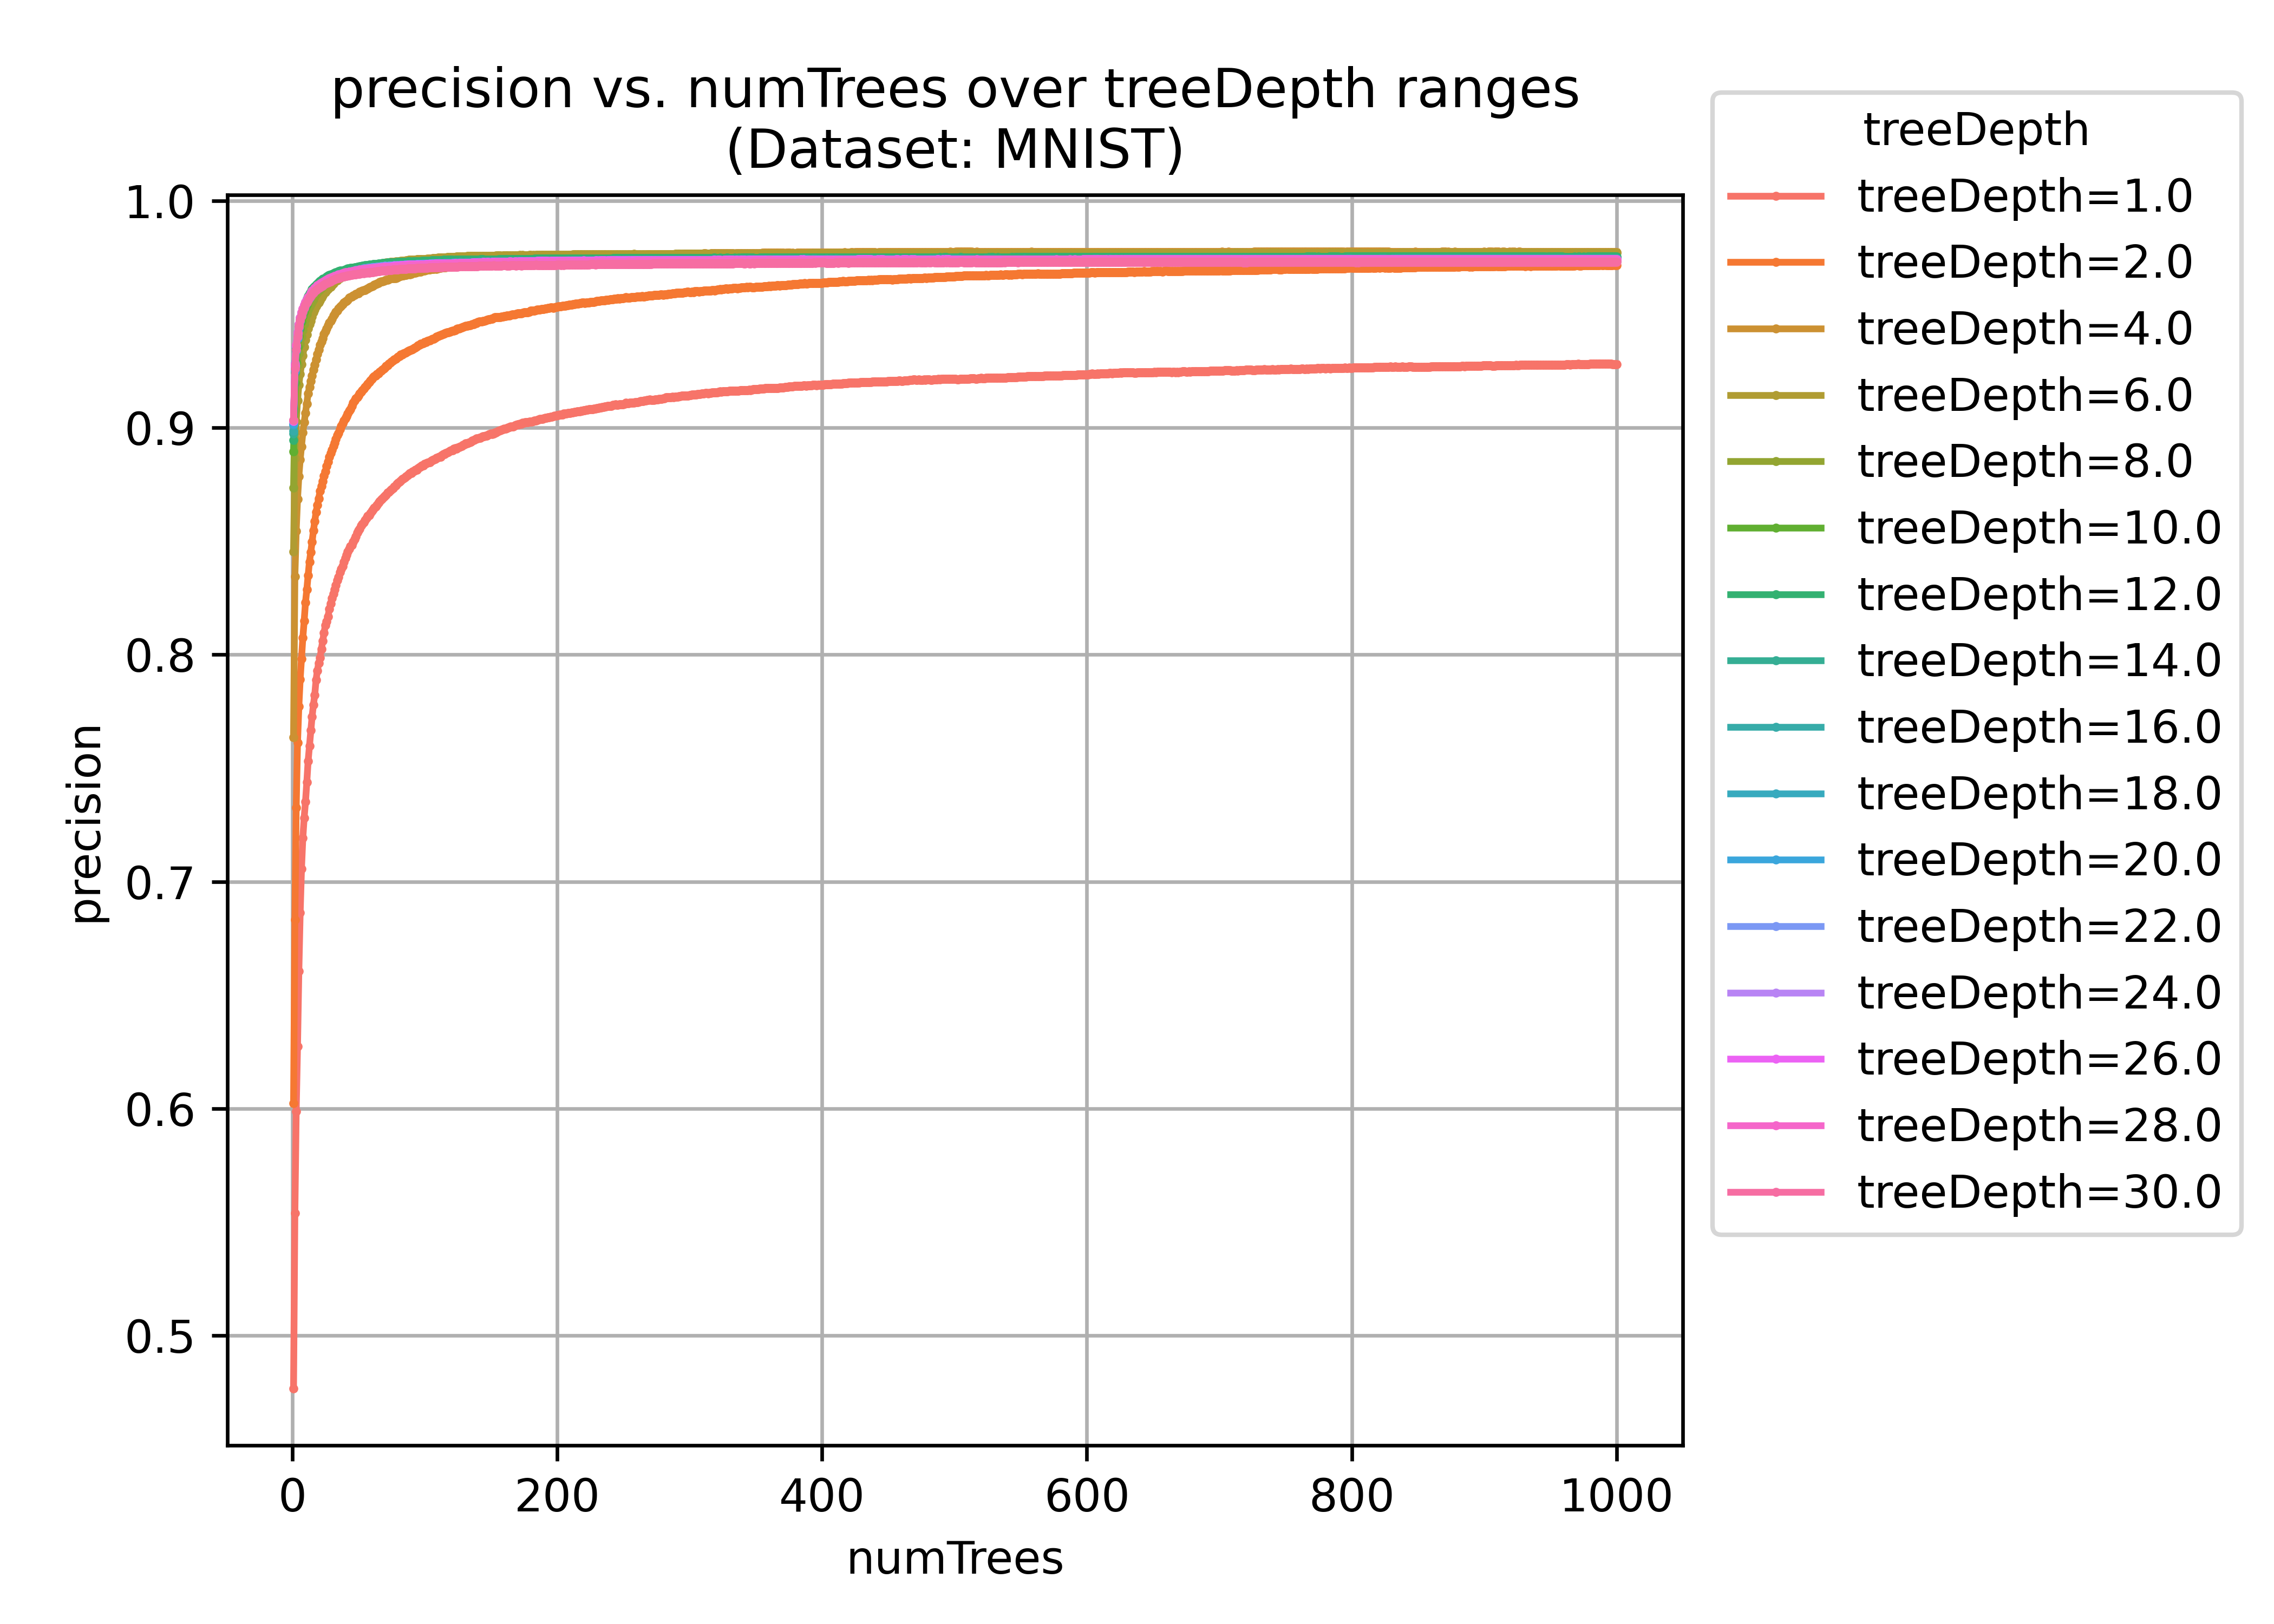 precision vs. numTrees over treeDepth ranges
(Dataset: MNIST)
1.0
0.9
0.8
0.7
0.6
0.5
precision
0
200
400
600
800
1000
numTrees
treeDepth
treeDepth=1.0
treeDepth=2.0
treeDepth=4.0
treeDepth=6.0
treeDepth=8.0
treeDepth=10.0
treeDepth=12.0
treeDepth=14.0
treeDepth=16.0
treeDepth=18.0
treeDepth=20.0
treeDepth=22.0
treeDepth=24.0
treeDepth=26.0
treeDepth=28.0
treeDepth=30.0